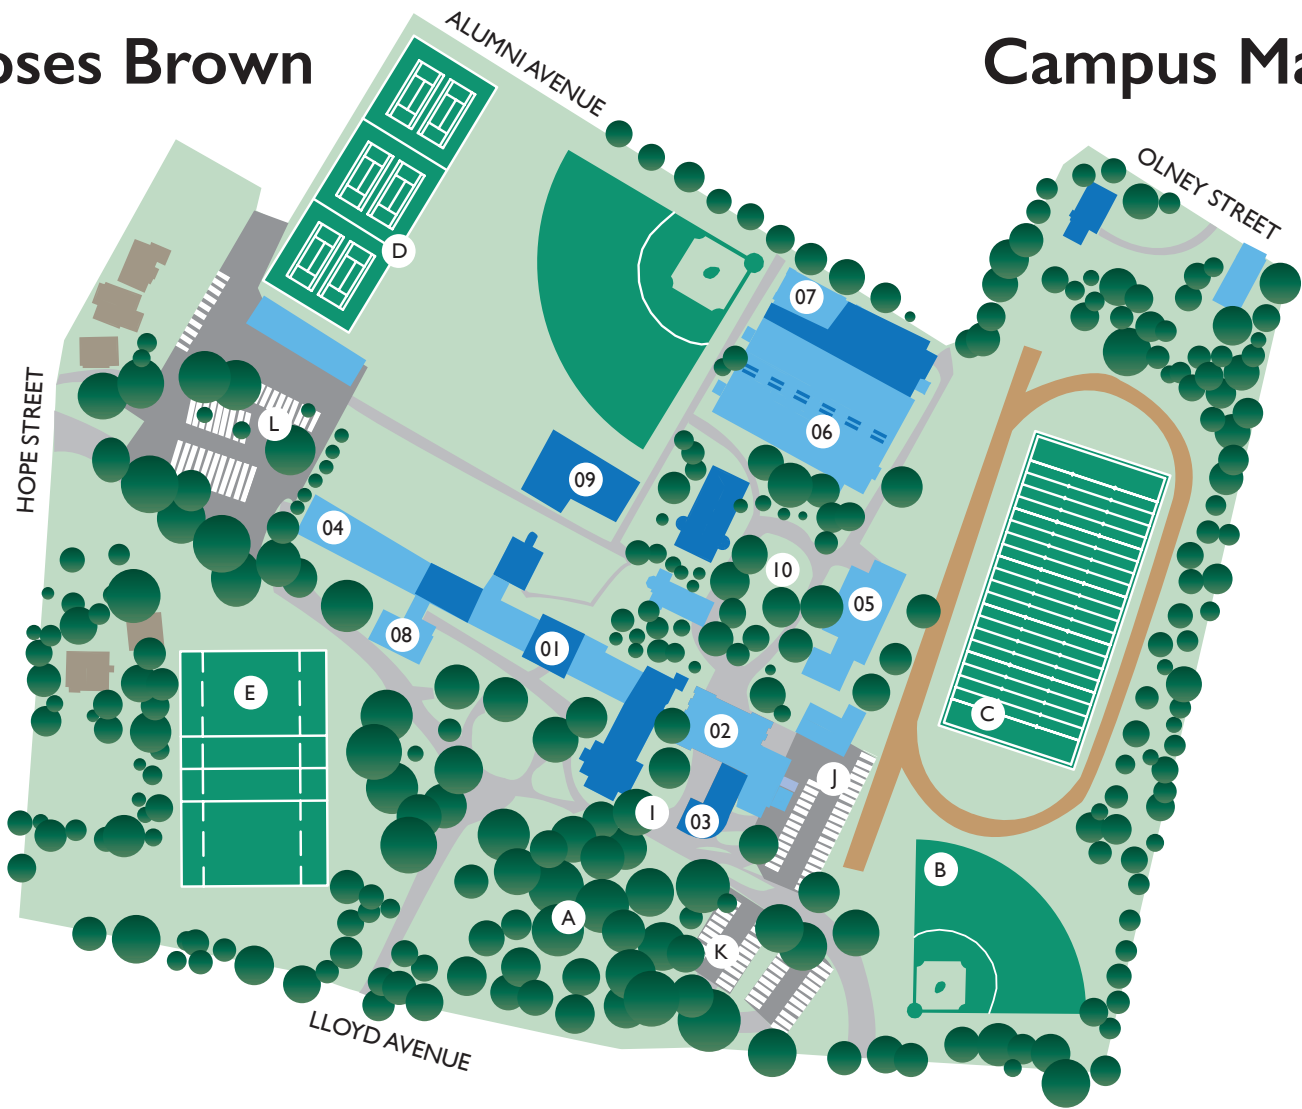 oses Brown
Campus Ma
ALUMNI AVENUE
OLNEY STREET
HOPE STREET
LLOYD AVENUE
D
07
06
L
09
04
10
05
08
01
E
C
02
J
I
03
B
A
K